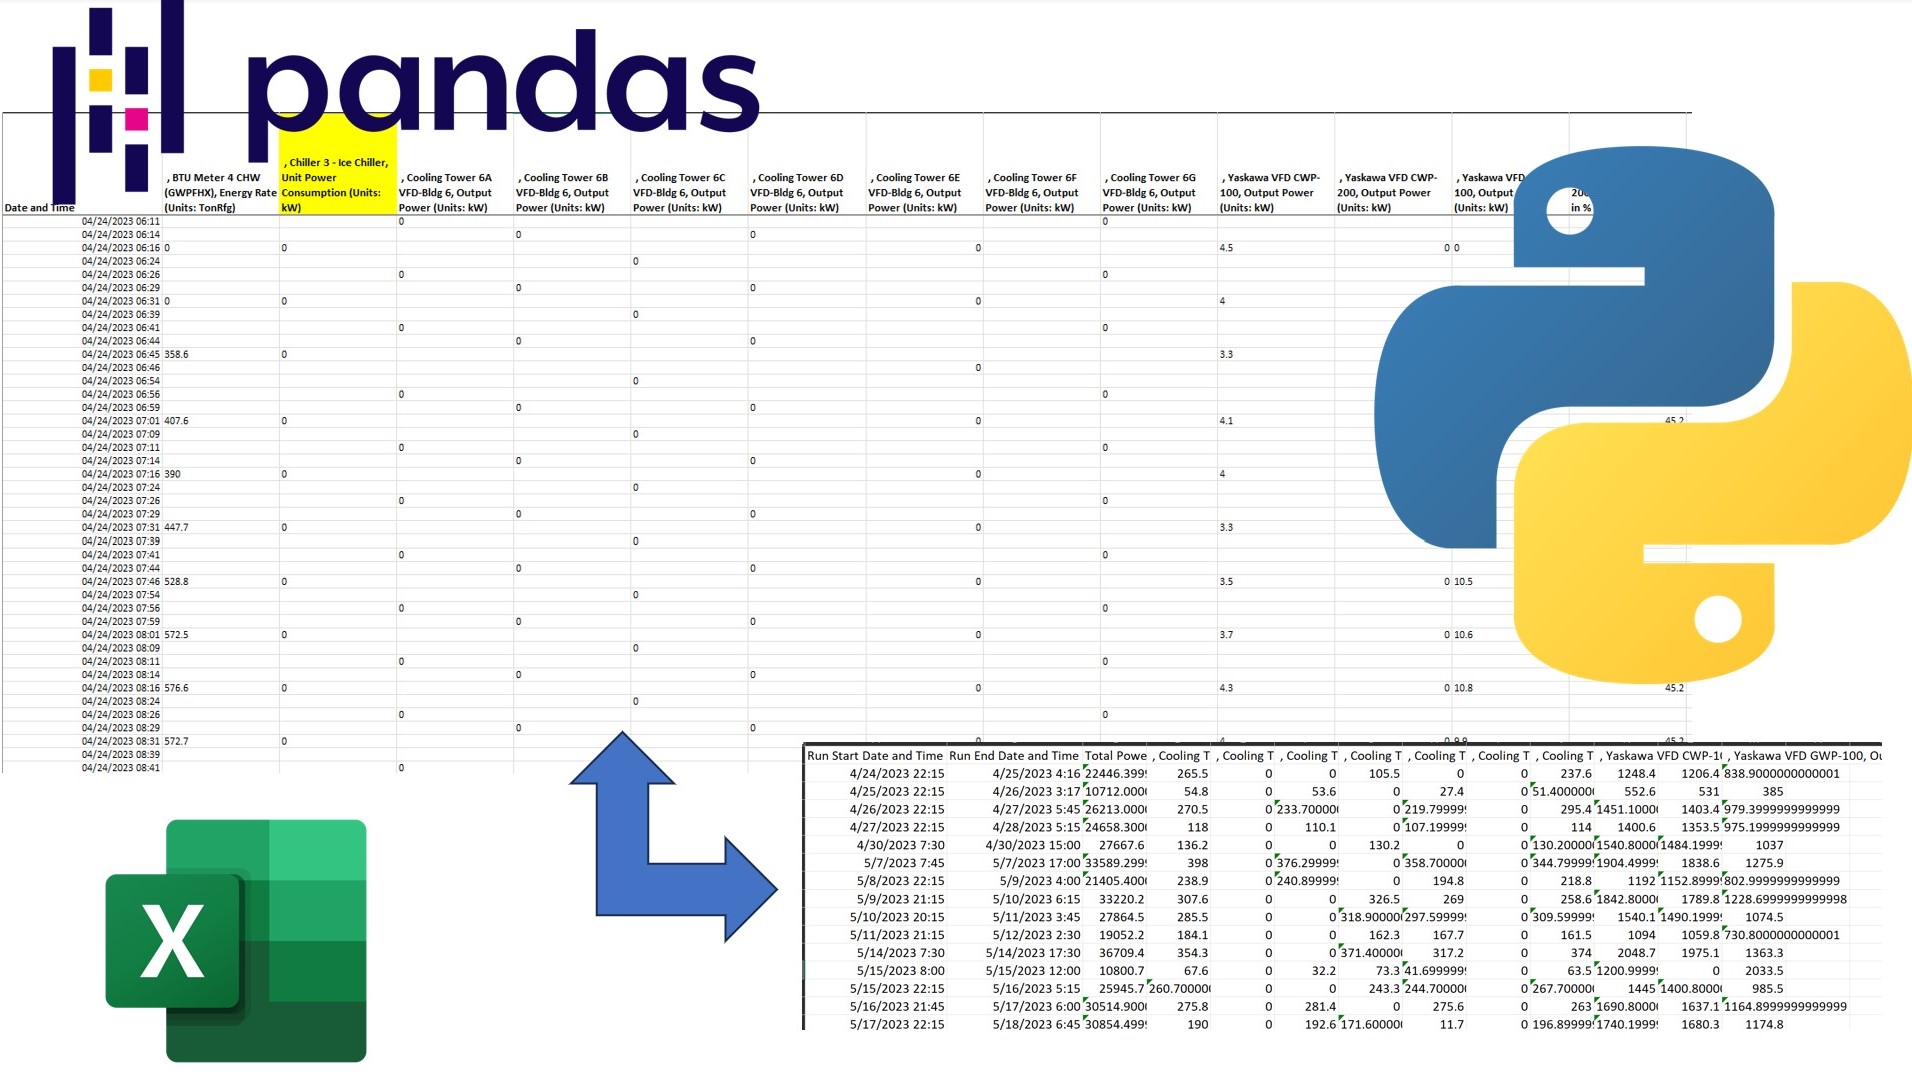 pandas
Date and Time
, BTU Meter 4 CHW
(GWPFHX), Energy Rate
(Units: TonRfg)
, Chiller 3 - Ice Chiller,
Unit Power
Consumption (Units:
kW)
, Cooling Tower 6A
VFD-Bldg 6, Output
Power (Units: kW)
, Cooling Tower 6B
VFD-Bldg 6, Output
Power (Units: kW)
, Cooling Tower 6C
VFD-Bldg 6, Output
Power (Units: kW)
, Cooling Tower 6D
VFD-Bldg 6, Output
Power (Units: kW)
, Cooling Tower 6E
VFD-Bldg 6, Output
Power (Units: kW)
, Cooling Tower 6F
VFD-Bldg 6, Output
Power (Units: kW)
, Cooling Tower 6G
VFD-Bldg 6, Output
Power (Units: kW)
, Yaskawa VFD CWP-
100, Output Power
(Units: kW)
, Yaskawa VFD CWP-
200, Output Power
(Units: kW)
, Yaskawa VFD
100, Output
(Units: kW)
in %
04/24/2023 06:11 0 0
04/24/2023 06:14 0 0
04/24/2023 06:16 0 0 0 4.5 0 0
04/24/2023 06:24 0
04/24/2023 06:26 0 0
04/24/2023 06:29 0 0
04/24/2023 06:31 0 0 0 4
04/24/2023 06:39 0
04/24/2023 06:41 0 0
04/24/2023 06:44 0 0
04/24/2023 06:45 358.6 0 3.3
04/24/2023 06:46 0
04/24/2023 06:54 0
04/24/2023 06:56 0 0
04/24/2023 06:59 0 0
04/24/2023 07:01 407.6 0 0 4.1 45.2
04/24/2023 07:09 0
04/24/2023 07:11 0 0
04/24/2023 07:14 0 0
04/24/2023 07:16 390 0 0 4
04/24/2023 07:24 0
04/24/2023 07:26 0 0
04/24/2023 07:29 0 0
04/24/2023 07:31 447.7 0 0 3.3
04/24/2023 07:39 0
04/24/2023 07:41 0 0
04/24/2023 07:44 0 0
04/24/2023 07:46 528.8 0 0 3.5 0 10.5
04/24/2023 07:54 0
04/24/2023 07:56 0 0
04/24/2023 07:59 0 0
04/24/2023 08:01 572.5 0 0 3.7 0 10.6
04/24/2023 08:09 0
04/24/2023 08:11 0 0
04/24/2023 08:14 0 0
04/24/2023 08:16 576.6 0 0 4.3 0 10.8 45.2
04/24/2023 08:24 0
04/24/2023 08:26 0 0
04/24/2023 08:29 0 0
04/24/2023 08:31 572.7 0
04/24/2023 08:39
04/24/2023 08:41 0
Run Start Date and Time Run End Date and Time Total Powe , Cooling T , Cooling T , Cooling T , Cooling T , Cooling T , Cooling T , Cooling T , Yaskawa VFD CWP-1( , Yaskawa VFD GWP-100, Ou
4/24/2023 22:15 4/25/2023 4:16 22446.399 265.5 0 0 105.5 0 0 237.6 1248.4 1206.4 838.9000000000001
4/25/2023 22:15 4/26/2023 3:17 10712.000 54.8 0 53.6 0 27.4 0 51.400000 552.6 531 385
4/26/2023 22:15 4/27/2023 5:45 26213.000 270.5 0 233.70000 0 219.79999 0 295.4 1451.1000 1403.4 979.3999999999999
4/27/2023 22:15 4/28/2023 5:15 24658.300 118 0 110.1 0 107.19999 0 114 1400.6 1353.5 975.1999999999999
4/30/2023 7:30 4/30/2023 15:00 27667.6 136.2 0 0 130.2 0 0 130.20000 1540.8000 1484.1999 1037
5/7/2023 7:45 5/7/2023 17:00 33589.299 398 0 376.29999 0 358.70000 0 344.79999 1904.4999 1838.6 1275.9
5/8/2023 22:15 5/9/2023 4:00 21405.400 238.9 0 240.89999 0 194.8 0 218.8 1192 1152.8999 802.9999999999999
5/9/2023 21:15 5/10/2023 6:15 33220.2 307.6 0 0 326.5 269 0 258.6 1842.8000 1789.8 1228.6999999999998
5/10/2023 20:15 5/11/2023 3:45 27864.5 285.5 0 0 318.90000 297.59999 0 309.59999 1540.1 1490.1999 1074.5
5/11/2023 21:15 5/12/2023 2:30 19052.2 184.1 0 0 162.3 167.7 0 161.5 1094 1059.8 730.8000000000001
5/14/2023 7:30 5/14/2023 17:30 36709.4 354.3 0 0 371.40000 317.2 0 374 2048.7 1975.1 1363.3
5/15/2023 8:00 5/15/2023 12:00 10800.7 67.6 0 32.2 73.3 41.699999 0 63.5 1200.9999 0 2033.5
5/15/2023 22:15 5/16/2023 5:15 25945.7 260.70000 0 0 243.3 244.70000 0 267.70000 1445 1400.8000 985.5
5/16/2023 21:45 5/17/2023 6:00 30514.900 275.8 0 281.4 0 275.6 0 263 1690.8000 1637.1 1164.8999999999999
5/17/2023 22:15 5/18/2023 6:45 30854.499 190 0 192.6 171.60000 11.7 0 196.89999 1740.1999 1680.3 1174.8
X